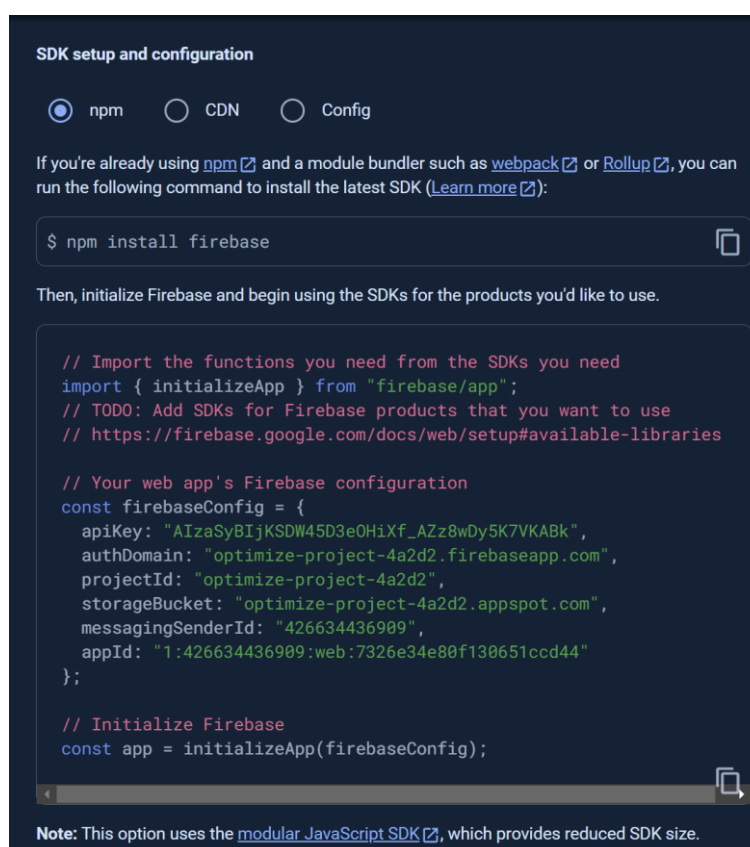 SDK setup and configuration
npm CDN Config
If you're already using npm and a module bundler such as webpack or Rollup, you can
run the following command to install the latest SDK (Learn more):
$ npm install firebase
Then, initialize Firebase and begin using the SDKs for the products you'd like to use.
// Import the functions you need from the SDKs you need
import { initializeApp } from "firebase/app";
// TODO: Add SDKs for Firebase products that you want to use
// https://firebase.google.com/docs/web/setup#available-libraries
// Your web app's Firebase configuration
const firebaseConfig = {
apiKey: "AIzaSyBIjKSDW45D3eOHiXf_AZz8wDy5K7VKABk",
authDomain: "optimize-project-4a2d2.firebaseapp.com",
projectId: "optimize-project-4a2d2",
storageBucket: "optimize-project-4a2d2.appspot.com",
messagingSenderId: "426634436909",
appId: "1:426634436909:web:7326e34e80f130651ccd44"
};
// Initialize Firebase
const app = initializeApp(firebaseConfig);
Note: This option uses the modular JavaScript SDK, which provides reduced SDK size.